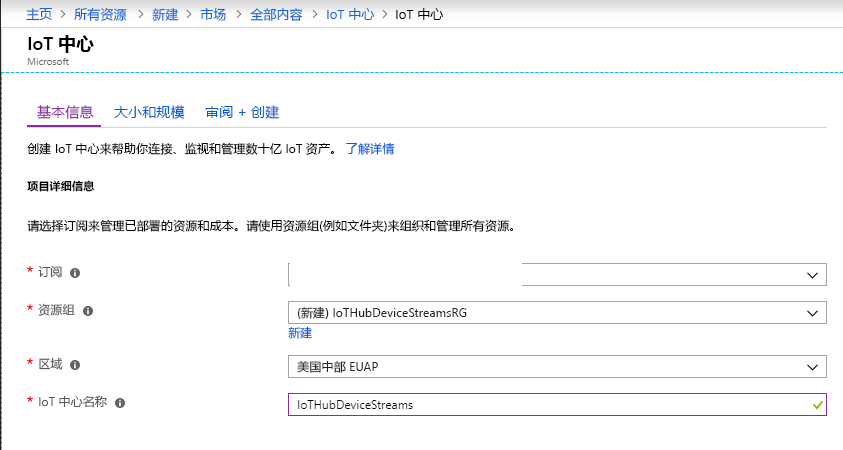 主页 > 所有资源 > 新建 > 市场 > 全部内容 > IoT 中心 > IoT 中心
IoT 中心
Microsoft
基本信息 大小和规模 审阅 + 创建
创建 IoT 中心来帮助你连接、监视和管理数十亿 IoT 资产。 了解详情
项目详细信息
请选择订阅来管理已部署的资源和成本。请使用资源组(例如文件夹)来组织和管理所有资源。
* 订阅
* 资源组 (新建) IoTHubDeviceStreamsRG
新建
* 区域 美国中部 EUAP
* IoT 中心名称 IoTHubDeviceStreams